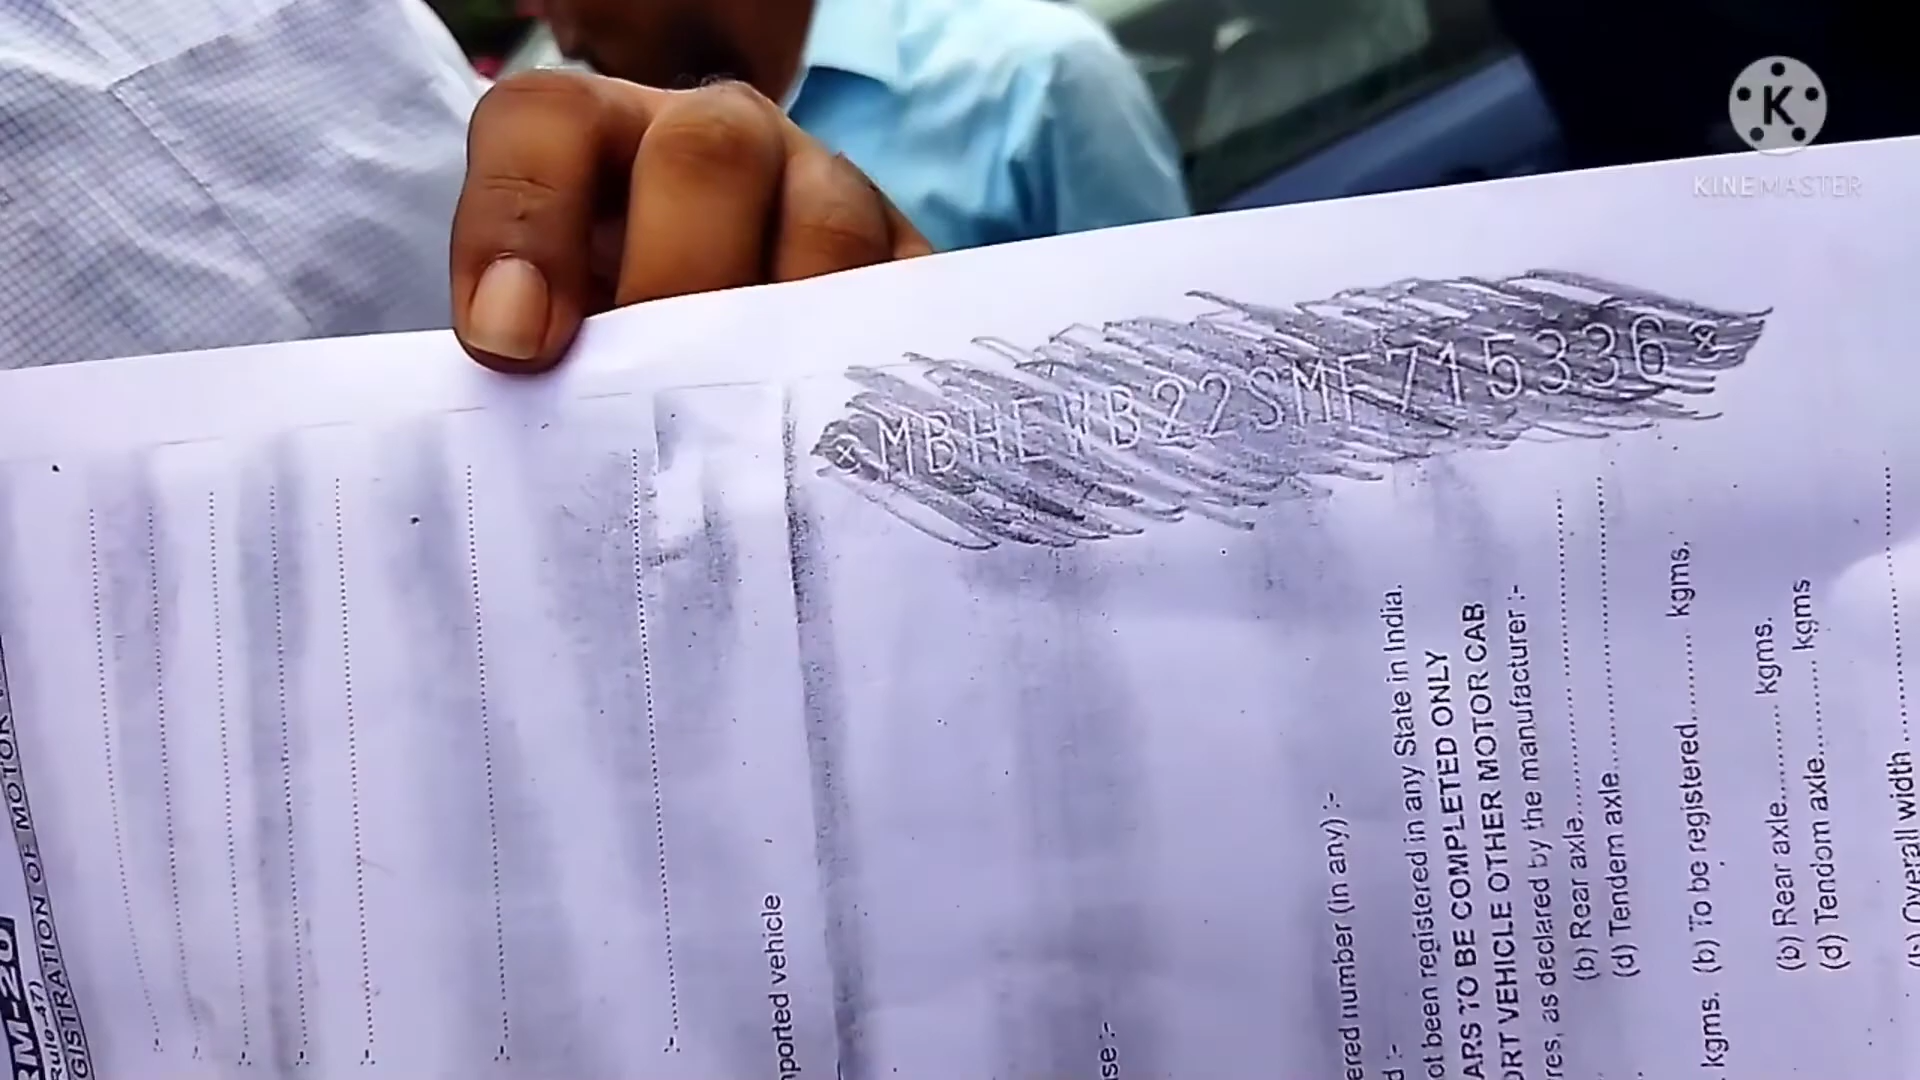 KINEMASTER
⊗MBHEWB22SMF715336⊗
RM-20
Rule-47)
GISTRATION OF MOTOR
:-
:-
:-
:-
:-
:-
:-
ported vehicle
se :-
ered number (in any) :-
d :-
ot been registered in any State in India.
ARS TO BE COMPLETED ONLY
ORT VEHICLE OTHER MOTOR CAB
res, as declared by the manufacturer :-
(b) Rear axle
(d) Tendem axle
kgms. (b) To be registered kgms.
(b) Rear axle kgms.
(d) Tendom axle kgms
Overall width